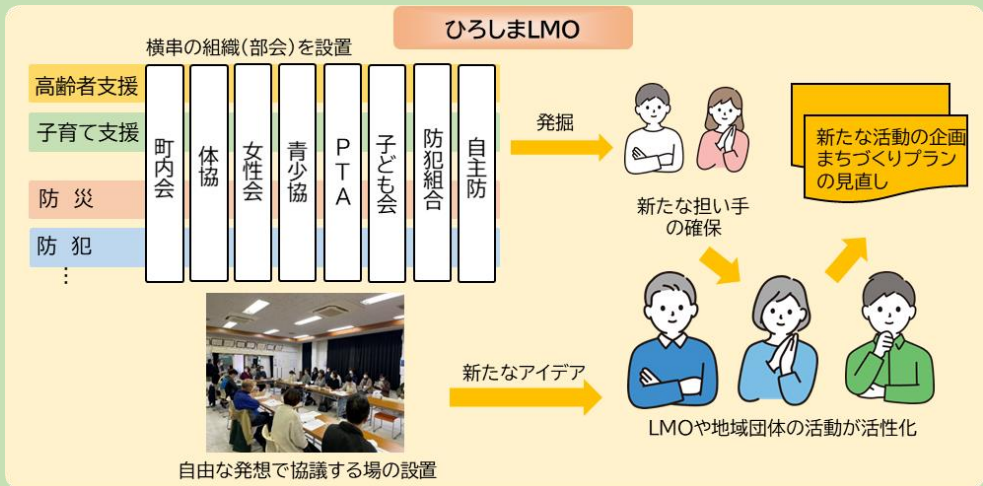 ひろしまLMO
横串の組織(部会)を設置
高齢者支援
子育て支援
防 災
防 犯
⋮
町内会
体協
女性会
青少協
PTA
子ども会
防犯組合
自主防
発掘
新たな担い手
の確保
新たな活動の企画
まちづくりプラン
の見直し
新たなアイデア
LMOや地域団体の活動が活性化
自由な発想で協議する場の設置